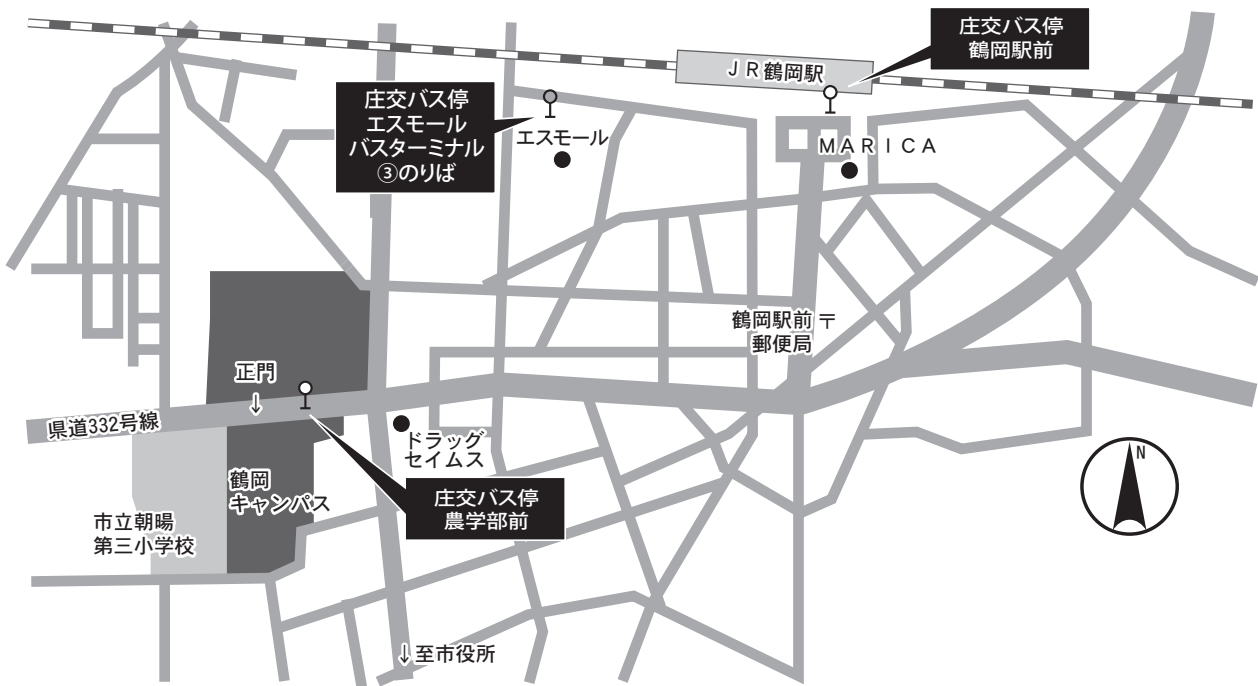 庄交バス停
鶴岡駅前
JR鶴岡駅
庄交バス停
エスモール
バスターミナル
③のりば
エスモール
MARICA
鶴岡駅前 〒
郵便局
正門
↓
県道332号線
ドラッグ
セイムス
鶴岡
キャンパス
庄交バス停
農学部前
市立朝暘
第三小学校
↓至市役所
N